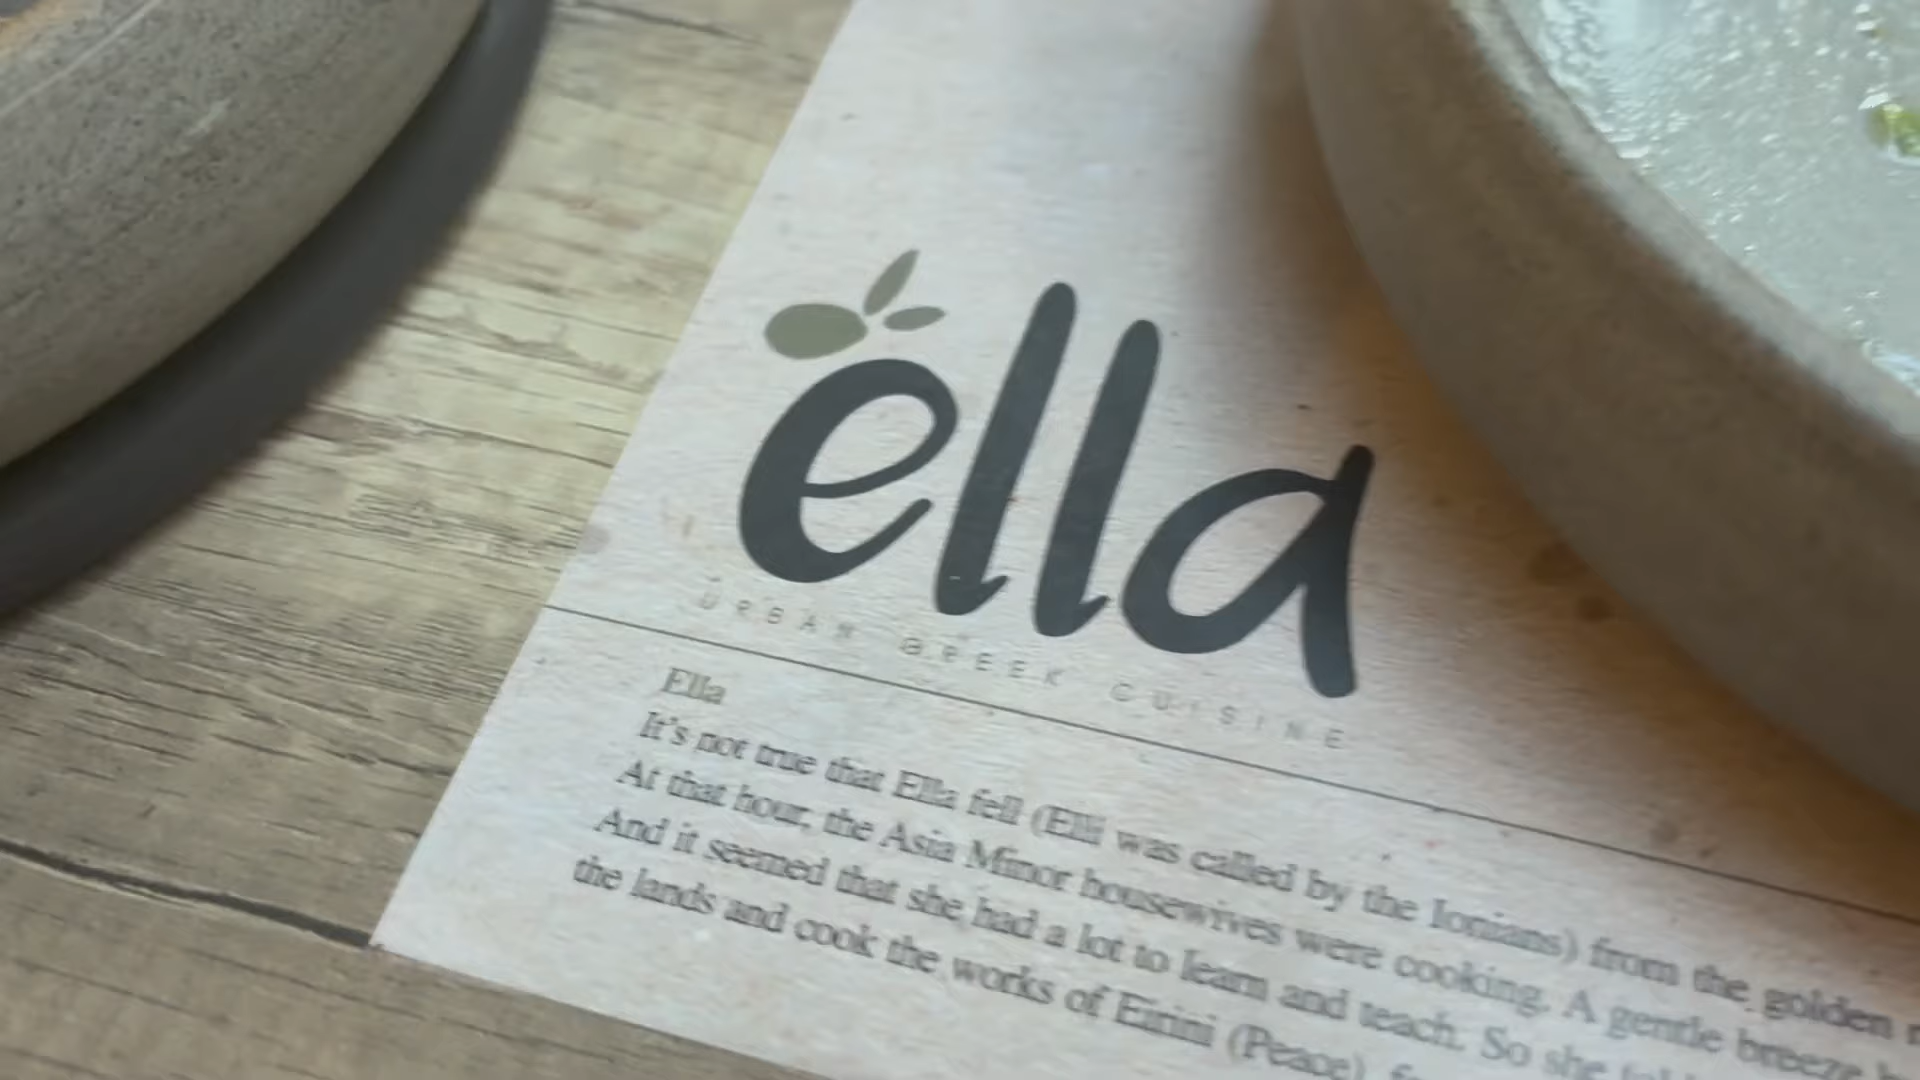 ella
URBAN GREEK CUISINE
Ella
It's not true that Ella fell (Elli was called by the Ionians) from the golden
At that hour, the Asia Minor housewives were cooking. A gentle breeze
And it seemed that she had a lot to learn and teach. So she
the lands and cook the works of Eirini (Peace),